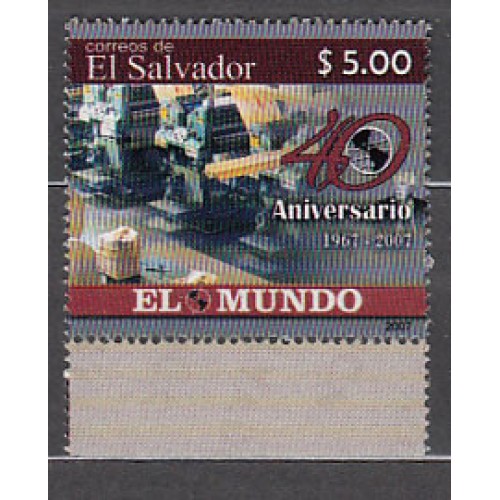 correos de
El Salvador
$ 5.00
40
Aniversario
1967 - 2007
EL MUNDO
2007